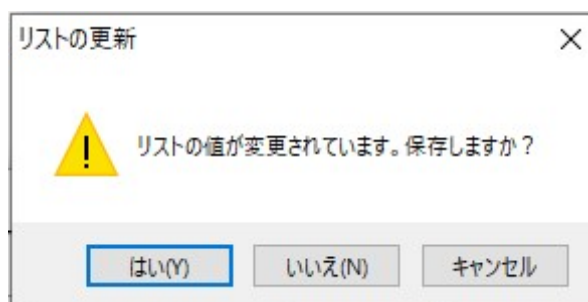 リストの更新
リストの値が変更されています。保存しますか？
はい(Y)
いいえ(N)
キャンセル